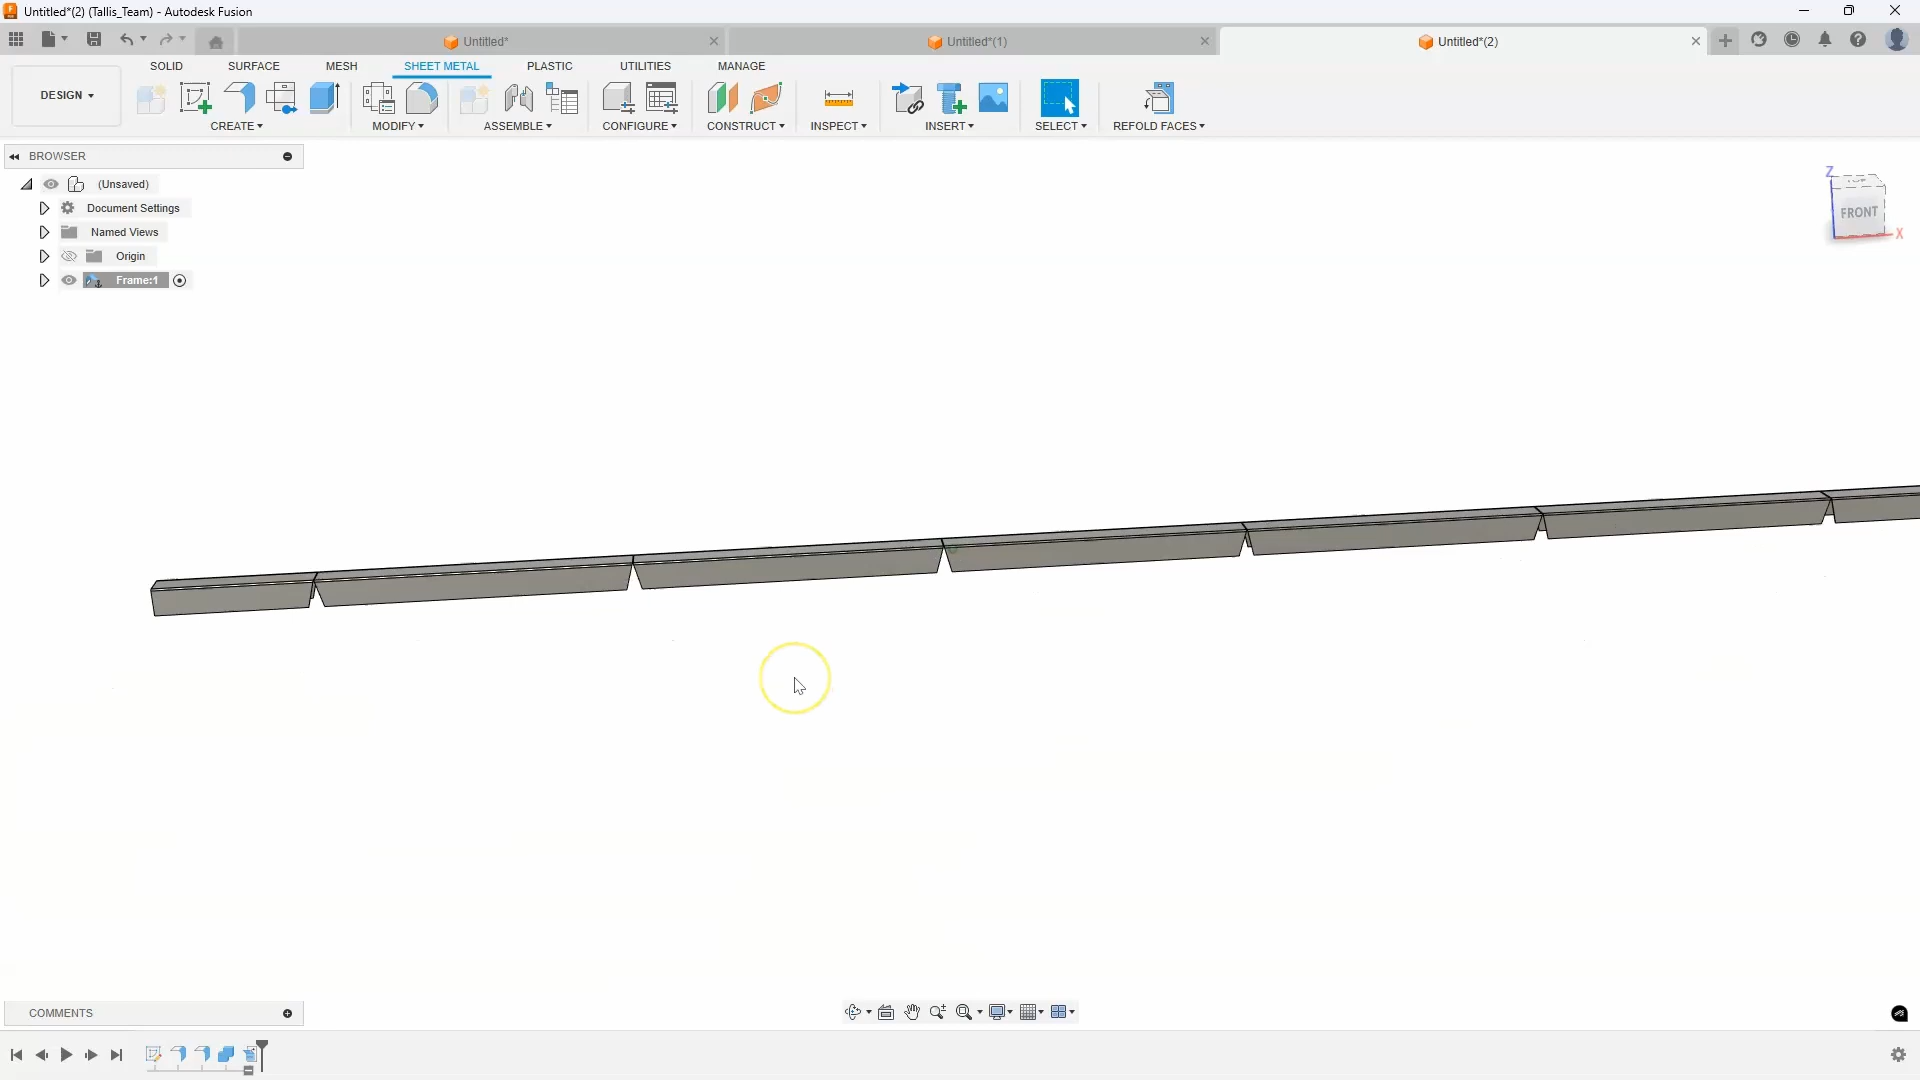 Untitled*(2) (Tallis_Team) - Autodesk Fusion
Untitled*
Untitled*(1)
Untitled*(2)
SOLID
SURFACE
MESH
SHEET METAL
PLASTIC
UTILITIES
MANAGE
DESIGN
CREATE
MODIFY
ASSEMBLE
CONFIGURE
CONSTRUCT
INSPECT
INSERT
SELECT
REFOLD FACES
BROWSER
(Unsaved)
Document Settings
Named Views
Origin
Frame:1
Z
TOP
FRONT
X
COMMENTS